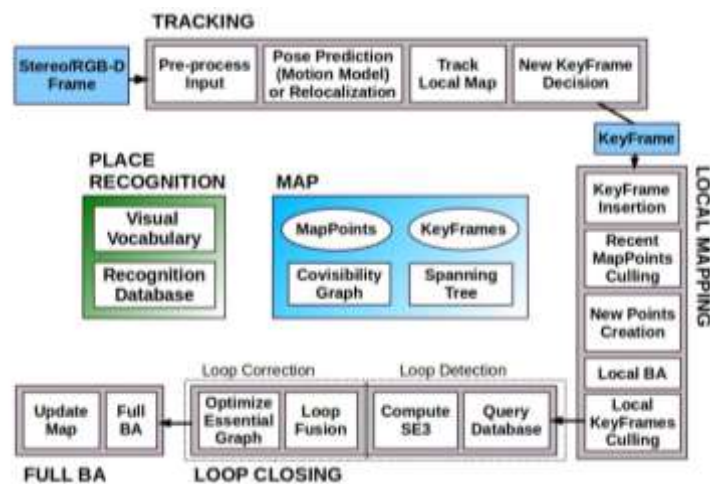 TRACKING
Stereo/RGB-D
Frame
Pre-process
Input
Pose Prediction
(Motion Model)
or Relocalization
Track
Local Map
New KeyFrame
Decision
KeyFrame
PLACE
RECOGNITION
Visual
Vocabulary
Recognition
Database
MAP
MapPoints
KeyFrames
Covisibility
Graph
Spanning
Tree
LOCAL MAPPING
KeyFrame
Insertion
Recent
MapPoints
Culling
New Points
Creation
Local BA
Local
KeyFrames
Culling
Loop Correction
Loop Detection
Optimize
Essential
Graph
Loop
Fusion
Compute
SE3
Query
Database
LOOP CLOSING
Update
Map
Full
BA
FULL BA